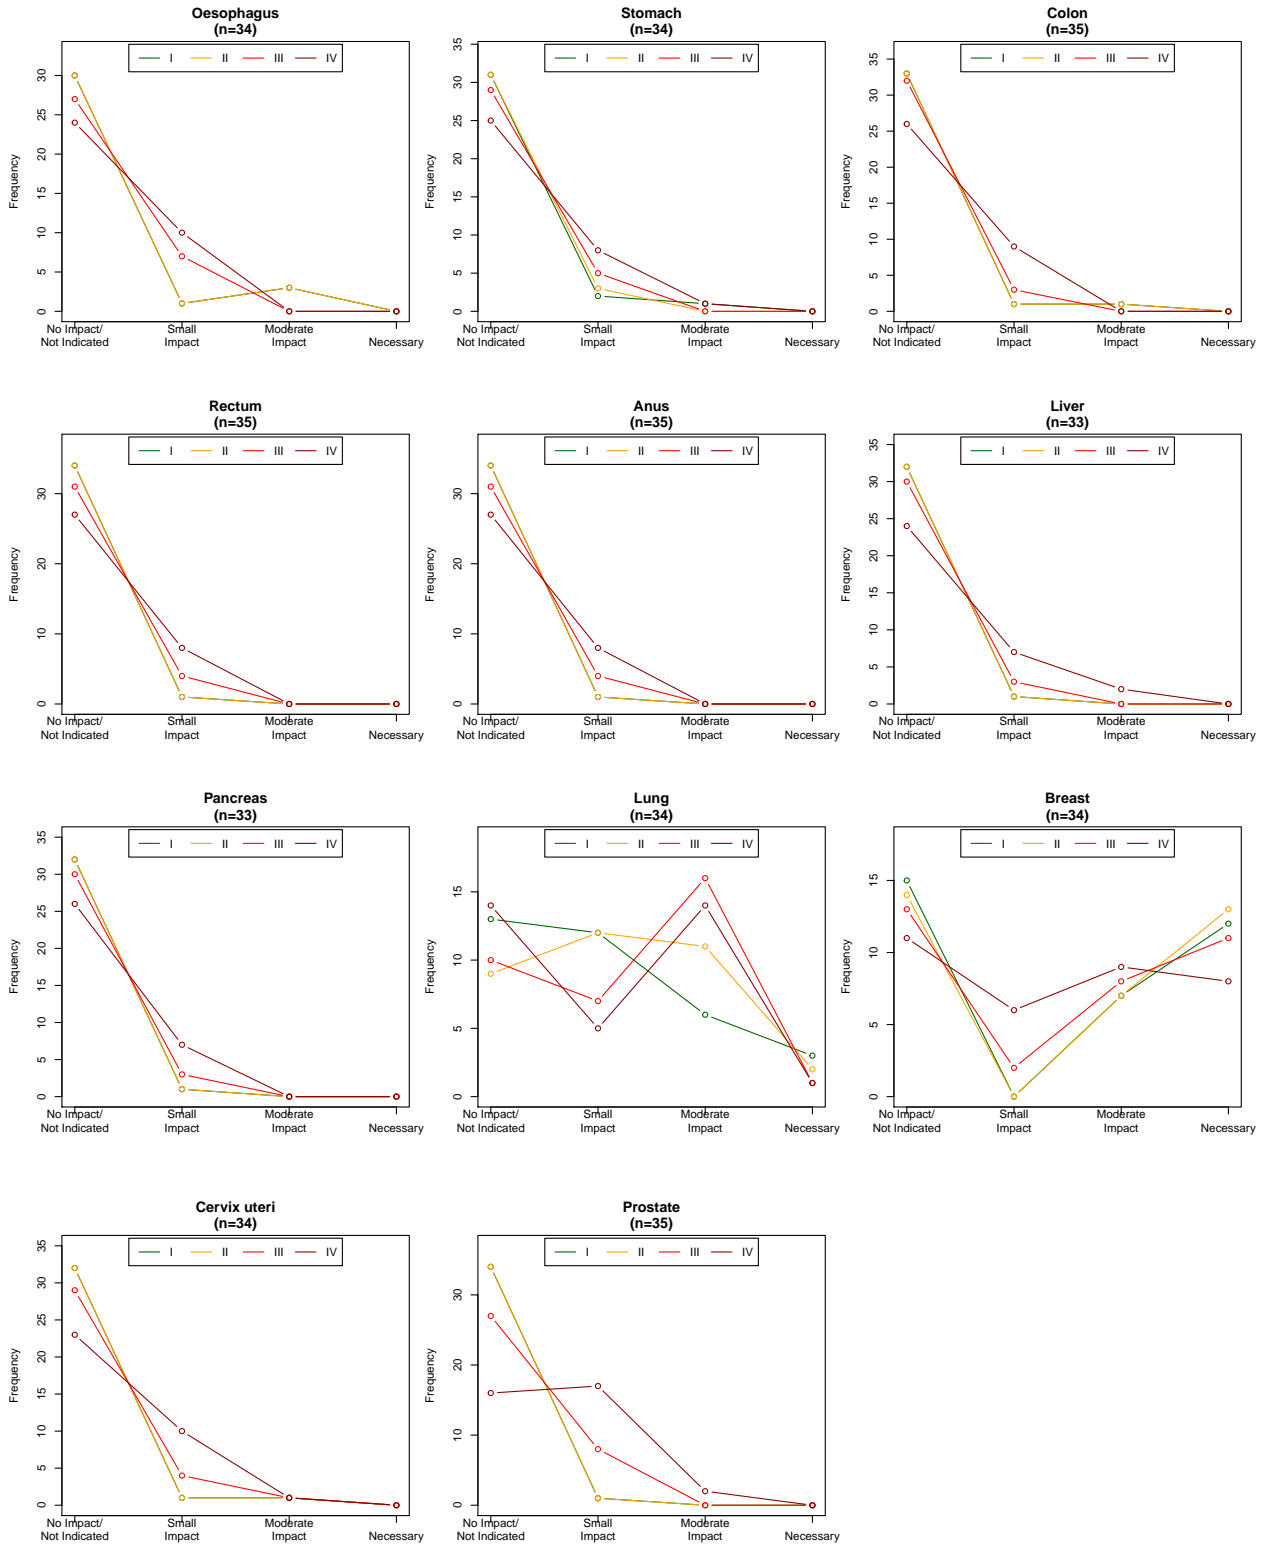 Oesophagus
(n=34)
I II III IV
Frequency
0 5 10 15 20 25 30
No Impact/ Small Moderate
Not Indicated Impact Impact Necessary
Stomach
(n=34)
I II III IV
Frequency
0 5 10 15 20 25 30 35
No Impact/ Small Moderate
Not Indicated Impact Impact Necessary
Colon
(n=35)
I II III IV
Frequency
0 5 10 15 20 25 30 35
No Impact/ Small Moderate
Not Indicated Impact Impact Necessary
Rectum
(n=35)
I II III IV
Frequency
0 10 20 30
No Impact/ Small Moderate
Not Indicated Impact Impact Necessary
Anus
(n=35)
I II III IV
Frequency
0 10 20 30
No Impact/ Small Moderate
Not Indicated Impact Impact Necessary
Liver
(n=33)
I II III IV
Frequency
0 5 10 15 20 25 30 35
No Impact/ Small Moderate
Not Indicated Impact Impact Necessary
Pancreas
(n=33)
I II III IV
Frequency
0 5 10 15 20 25 30 35
No Impact/ Small Moderate
Not Indicated Impact Impact Necessary
Lung
(n=34)
I II III IV
Frequency
0 5 10 15
No Impact/ Small Moderate
Not Indicated Impact Impact Necessary
Breast
(n=34)
I II III IV
Frequency
0 5 10 15
No Impact/ Small Moderate
Not Indicated Impact Impact Necessary
Cervix uteri
(n=34)
I II III IV
Frequency
0 5 10 15 20 25 30 35
No Impact/ Small Moderate
Not Indicated Impact Impact Necessary
Prostate
(n=35)
I II III IV
Frequency
0 10 20 30
No Impact/ Small Moderate
Not Indicated Impact Impact Necessary